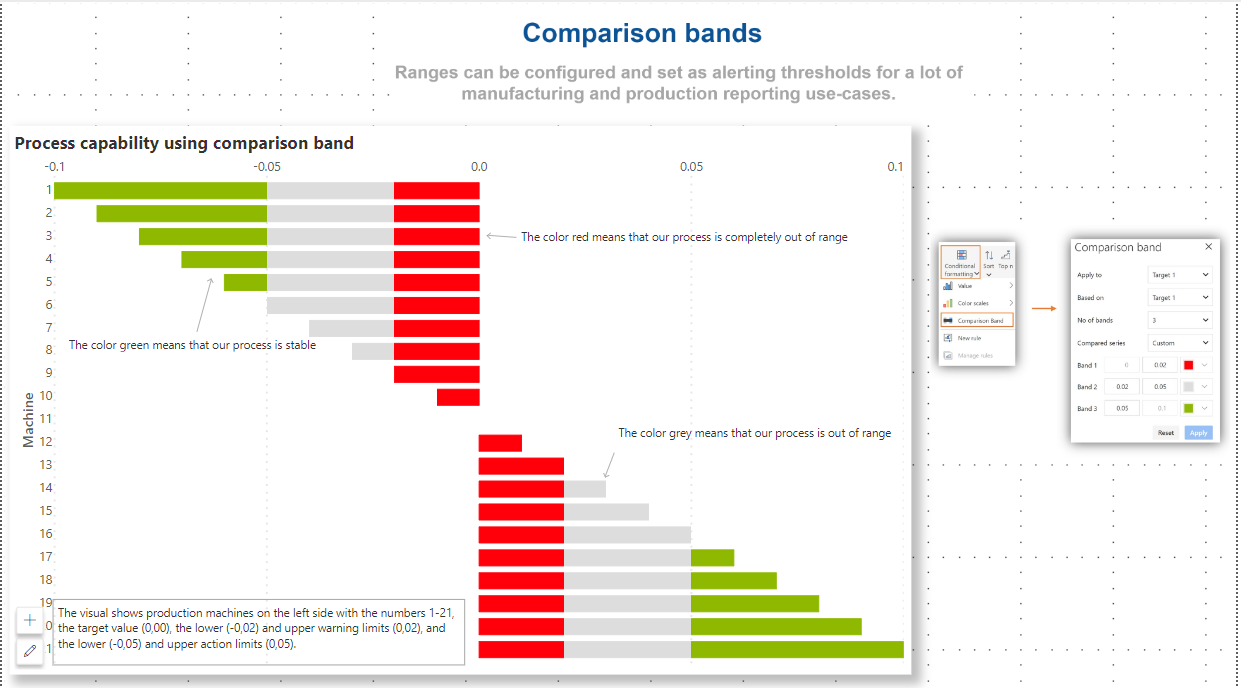 Comparison bands
Ranges can be configured and set as alerting thresholds for a lot of
manufacturing and production reporting use-cases.
Process capability using comparison band
-0.1 -0.05 0.0 0.05 0.1
Machine
1
2
3
4
5
6
7
8
9
10
11
12
13
14
15
16
17
18
19
0
1
The color red means that our process is completely out of range
The color green means that our process is stable
The color grey means that our process is out of range
The visual shows production machines on the left side with the numbers 1-21,
the target value (0,00), the lower (-0,02) and upper warning limits (0,02), and
the lower (-0,05) and upper action limits (0,05).
Conditional formatting
Sort
Top n
Value
Color scales
Comparison Band
New rule
Manage rules
Comparison band
Apply to Target 1
Based on Target 1
No of bands 3
Compared series Custom
Band 1 0 0.02
Band 2 0.02 0.05
Band 3 0.05 0.1
Reset Apply